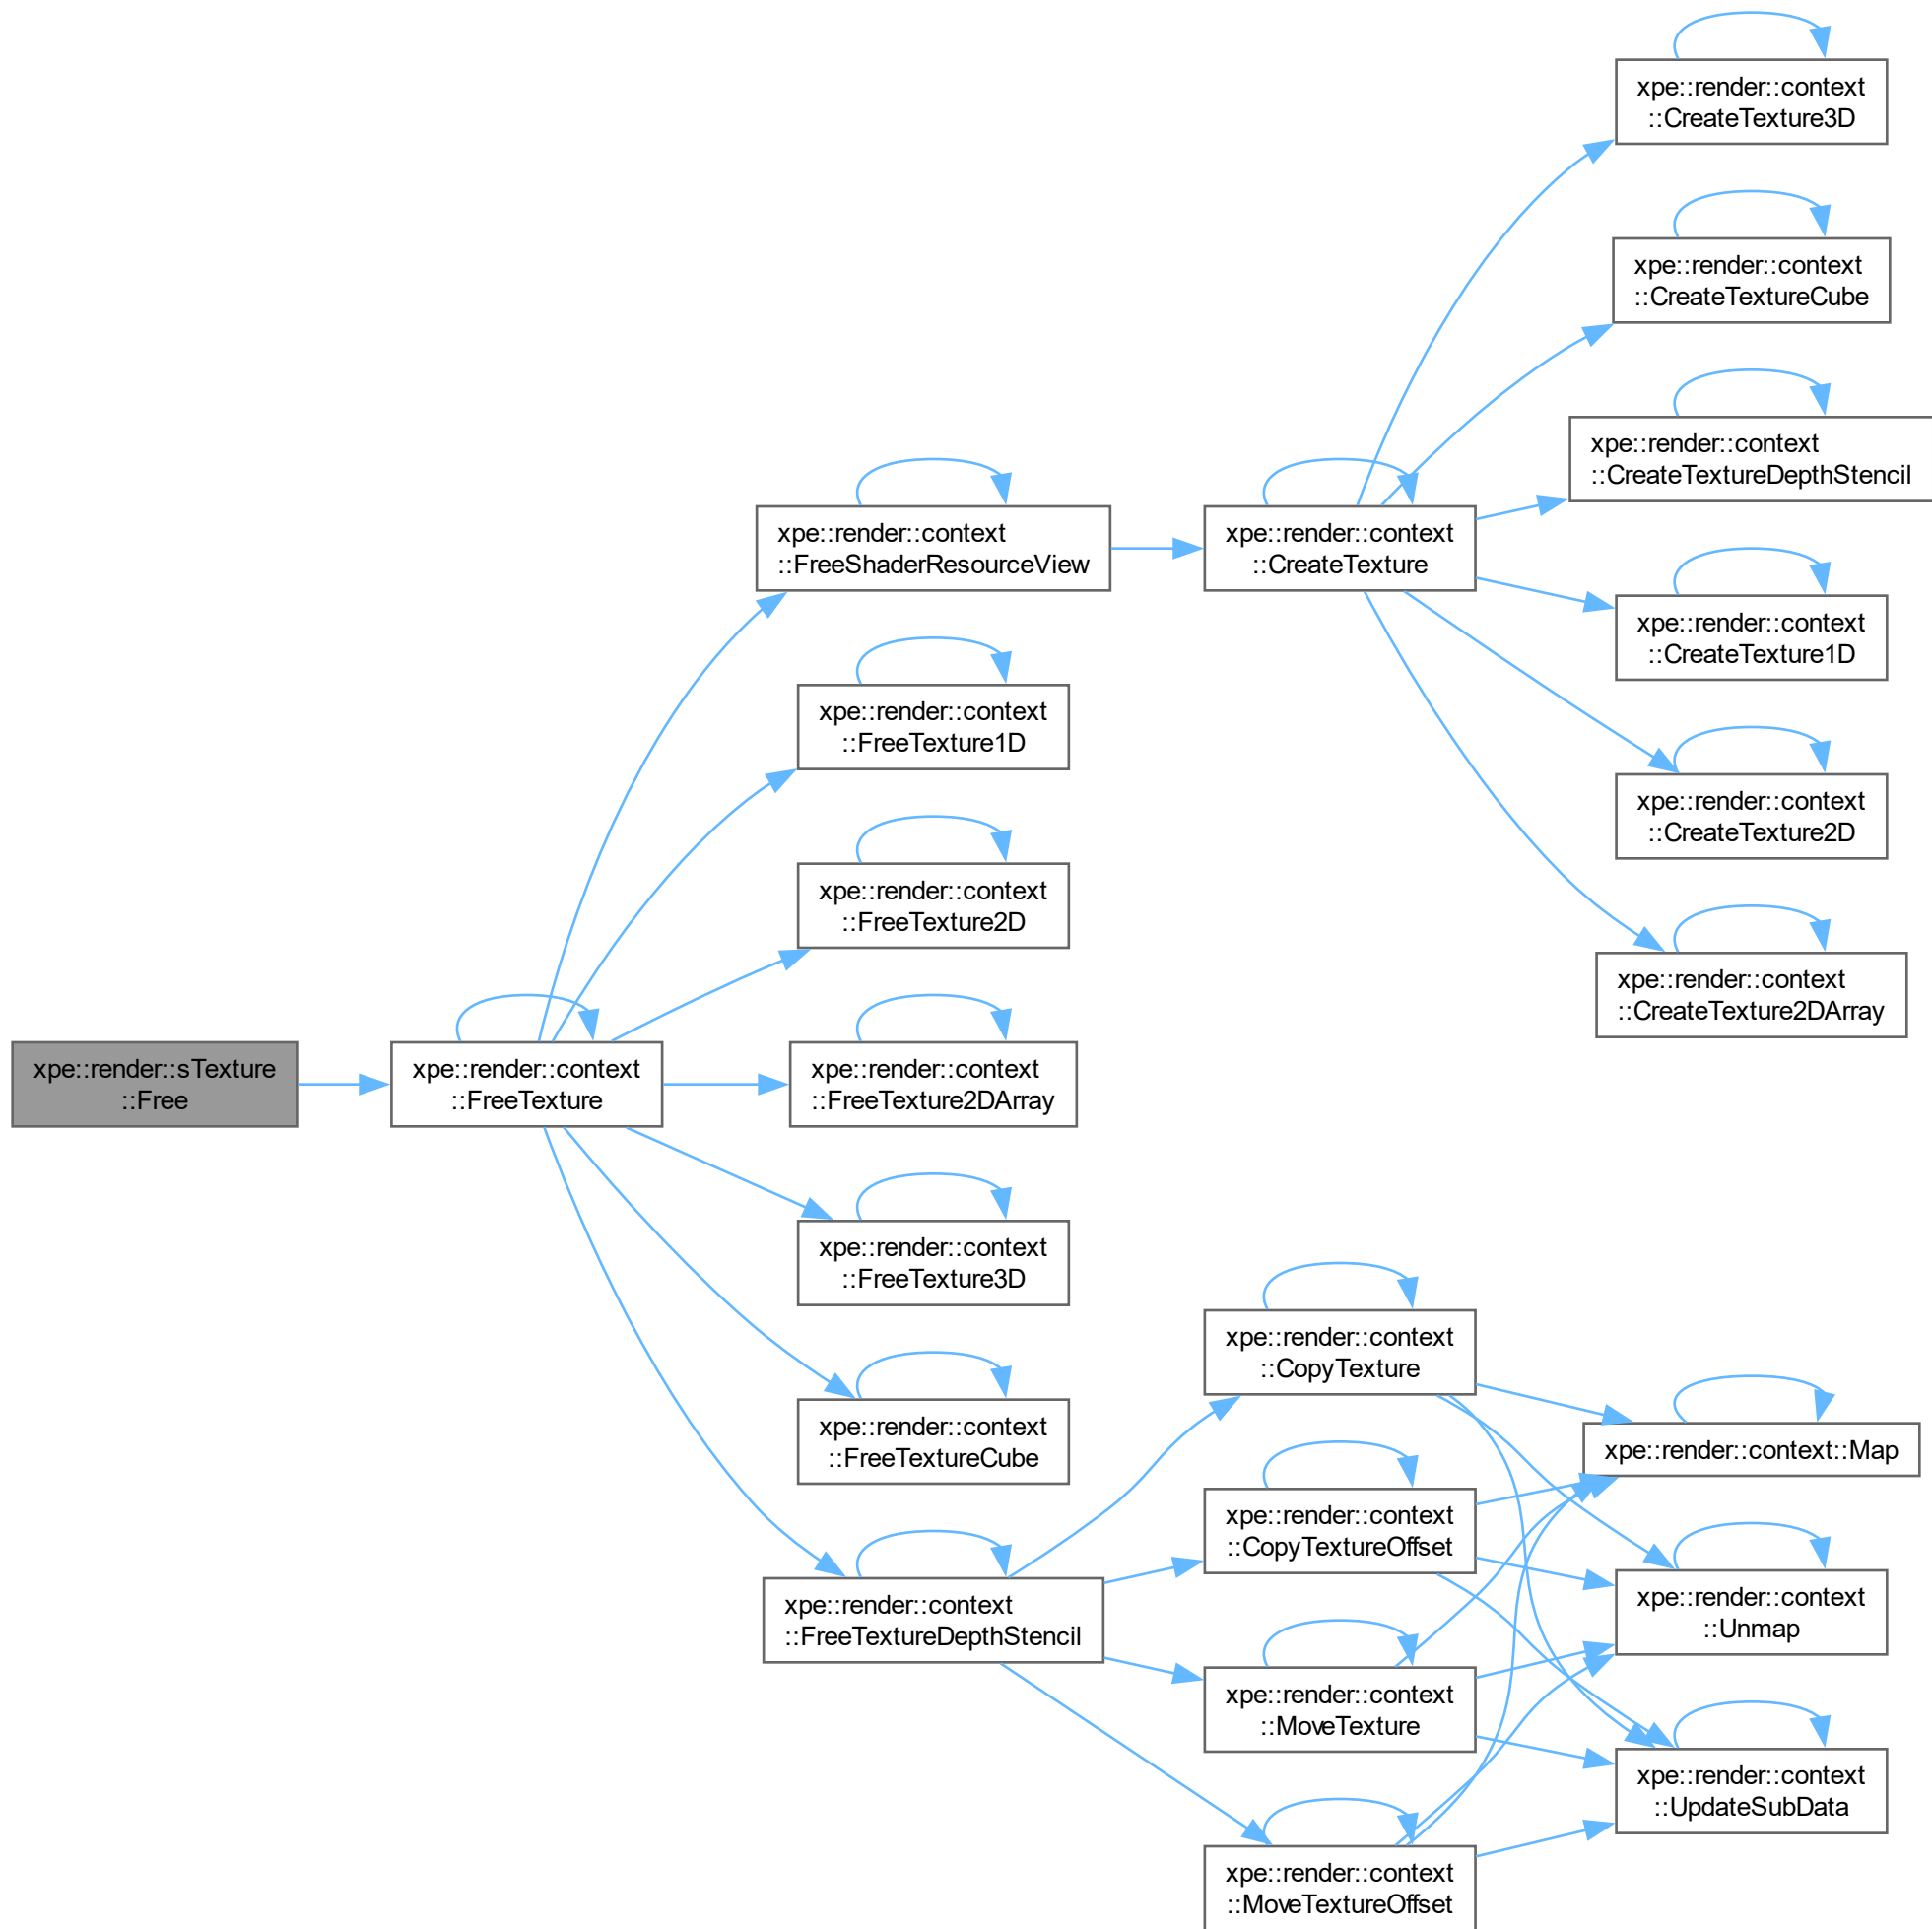 xpe::render::context
::CreateTexture3D
xpe::render::context
::CreateTextureCube
xpe::render::context
::CreateTextureDepthStencil
xpe::render::context
::FreeShaderResourceView
xpe::render::context
::CreateTexture
xpe::render::context
::CreateTexture1D
xpe::render::context
::FreeTexture1D
xpe::render::context
::CreateTexture2D
xpe::render::context
::FreeTexture2D
xpe::render::context
::CreateTexture2DArray
xpe::render::sTexture
::Free
xpe::render::context
::FreeTexture
xpe::render::context
::FreeTexture2DArray
xpe::render::context
::FreeTexture3D
xpe::render::context
::CopyTexture
xpe::render::context
::FreeTextureCube
xpe::render::context::Map
xpe::render::context
::CopyTextureOffset
xpe::render::context
::FreeTextureDepthStencil
xpe::render::context
::Unmap
xpe::render::context
::MoveTexture
xpe::render::context
::UpdateSubData
xpe::render::context
::MoveTextureOffset